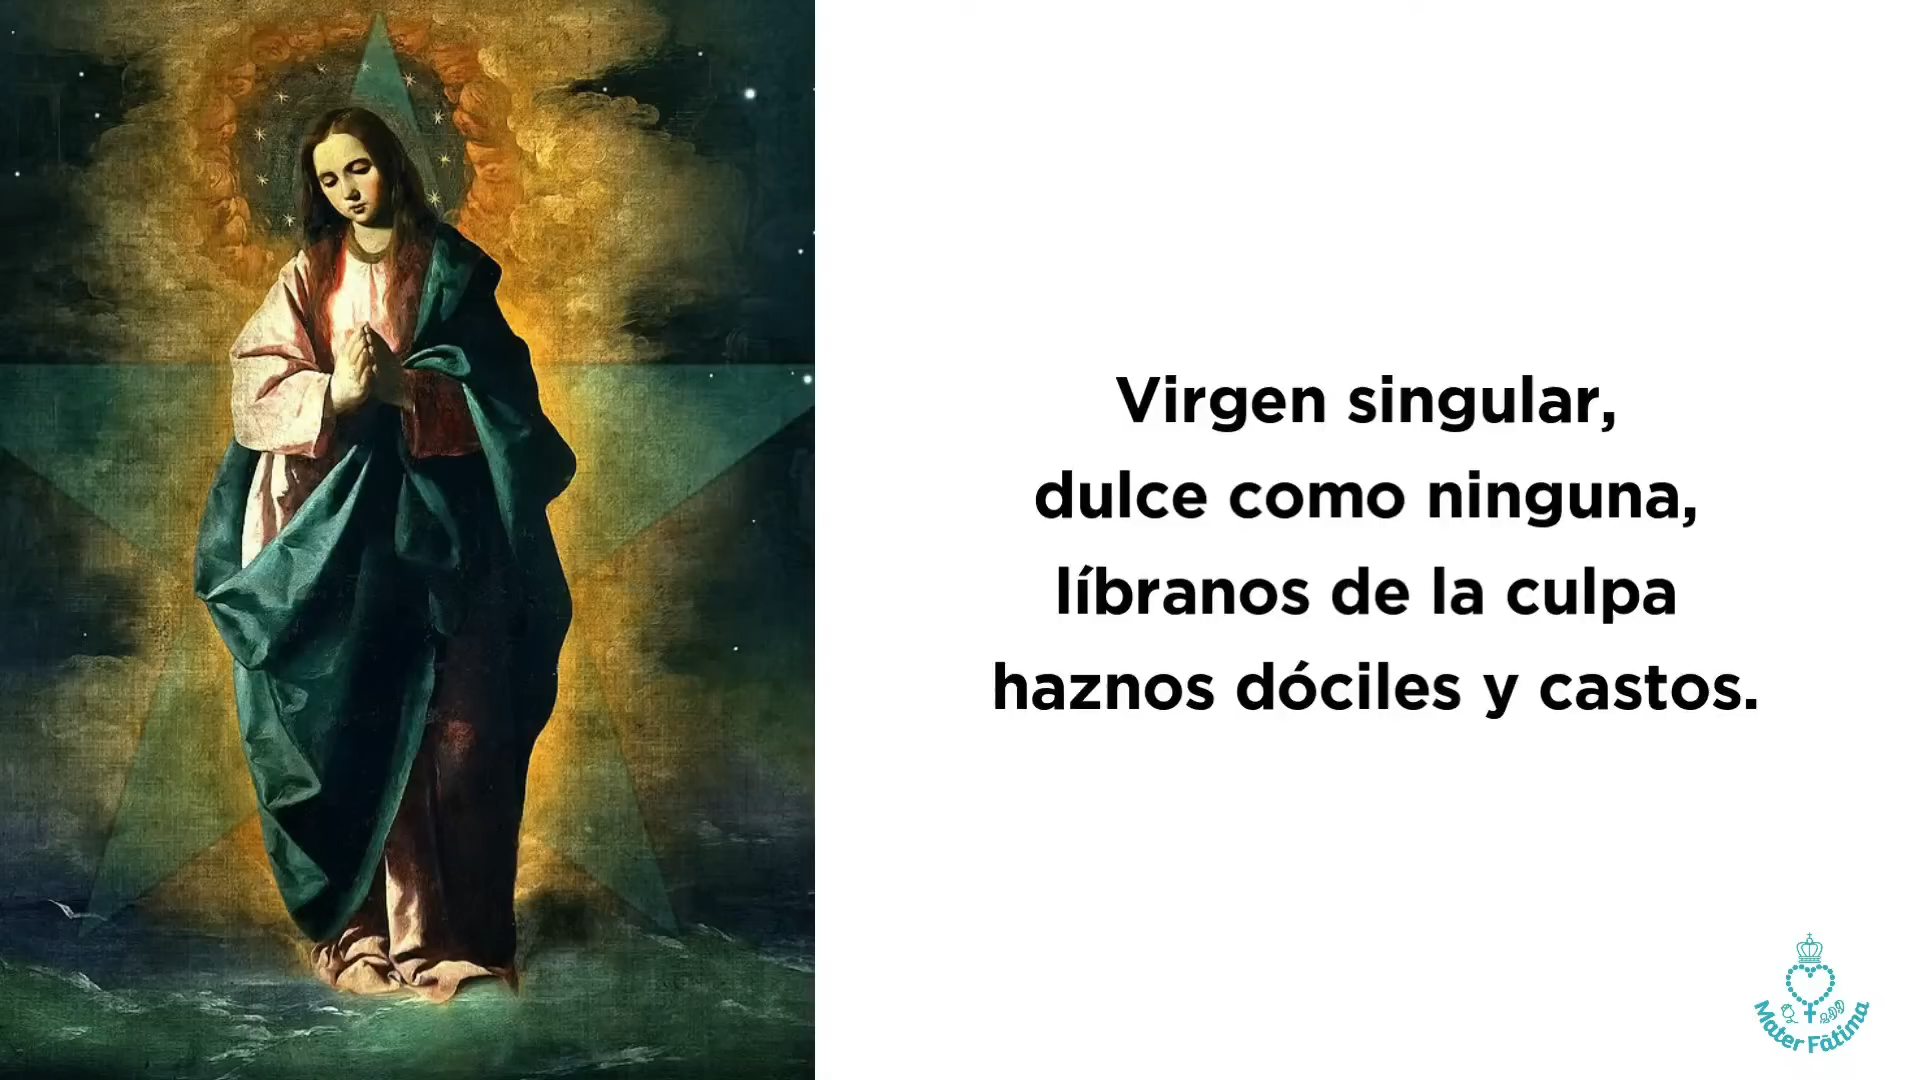 Virgen singular,
dulce como ninguna,
líbranos de la culpa
haznos dóciles y castos.
Mater Fátima